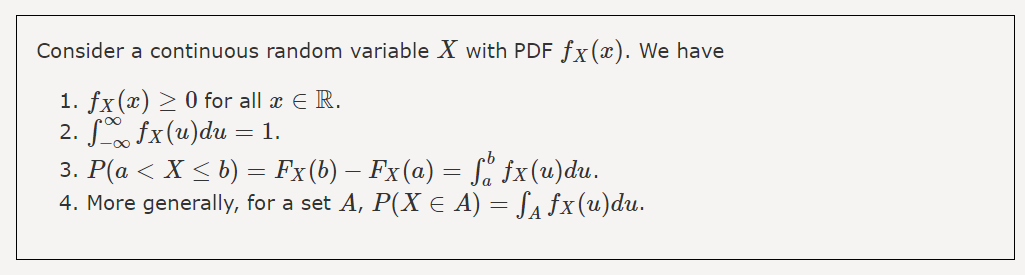 Consider a continuous random variable $X$ with PDF $f_X(x)$. We have
1. $f_X(x) \geq 0$ for all $x \in \mathbb{R}$.
2. $\int_{-\infty}^{\infty} f_X(u)du = 1$.
3. $P(a < X \leq b) = F_X(b) - F_X(a) = \int_a^b f_X(u)du$.
4. More generally, for a set $A$, $P(X \in A) = \int_A f_X(u)du$.